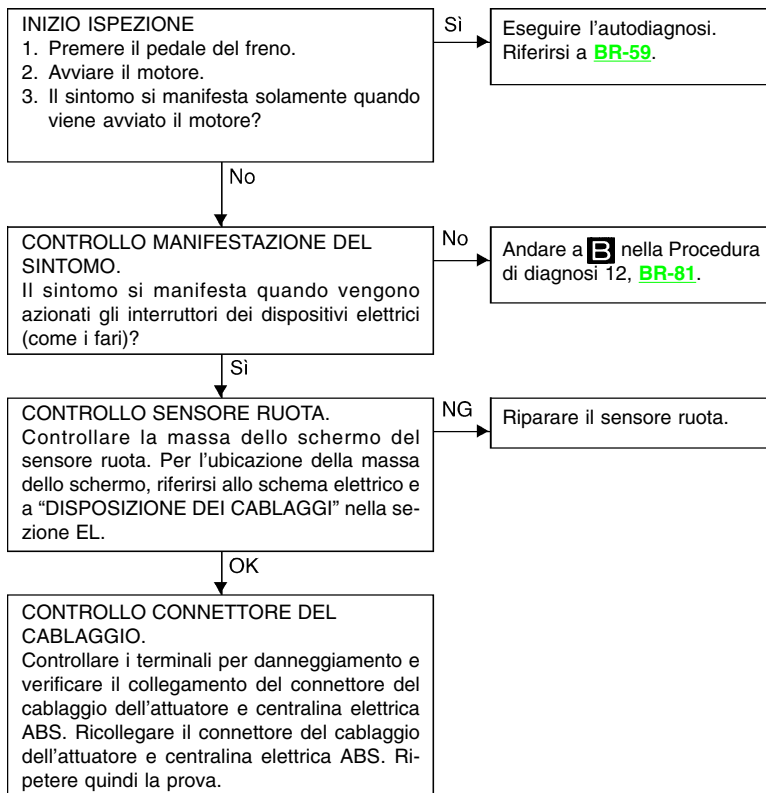 INIZIO ISPEZIONE
1. Premere il pedale del freno.
2. Avviare il motore.
3. Il sintomo si manifesta solamente quando
viene avviato il motore?
Sì
Eseguire l'autodiagnosi.
Riferirsi a BR-59.
No
CONTROLLO MANIFESTAZIONE DEL
SINTOMO.
Il sintomo si manifesta quando vengono
azionati gli interruttori dei dispositivi elettrici
(come i fari)?
No
Andare a B nella Procedura
di diagnosi 12, BR-81.
Sì
CONTROLLO SENSORE RUOTA.
Controllare la massa dello schermo del
sensore ruota. Per l'ubicazione della massa
dello schermo, riferirsi allo schema elettrico e
a “DISPOSIZIONE DEI CABLAGGI” nella se-
zione EL.
NG
Riparare il sensore ruota.
OK
CONTROLLO CONNETTORE DEL
CABLAGGIO.
Controllare i terminali per danneggiamento e
verificare il collegamento del connettore del
cablaggio dell'attuatore e centralina elettrica
ABS. Ricollegare il connettore del cablaggio
dell'attuatore e centralina elettrica ABS. Ri-
petere quindi la prova.